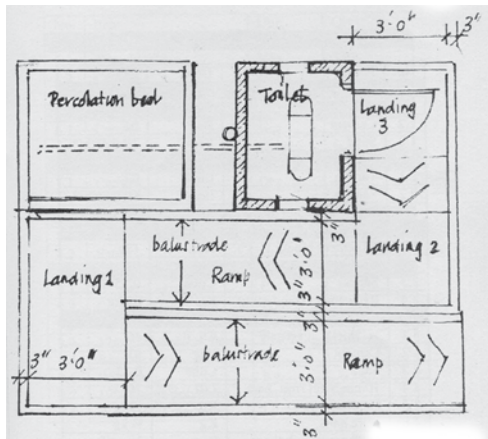 3'·0"
3"
Percolation bed
Toilet
Landing
3
balustrade
3"
Landing 1
Ramp
3'·0"
Landing 2
3"
3"
3'·0"
balustrade
3'·0"
Ramp
3"
3"